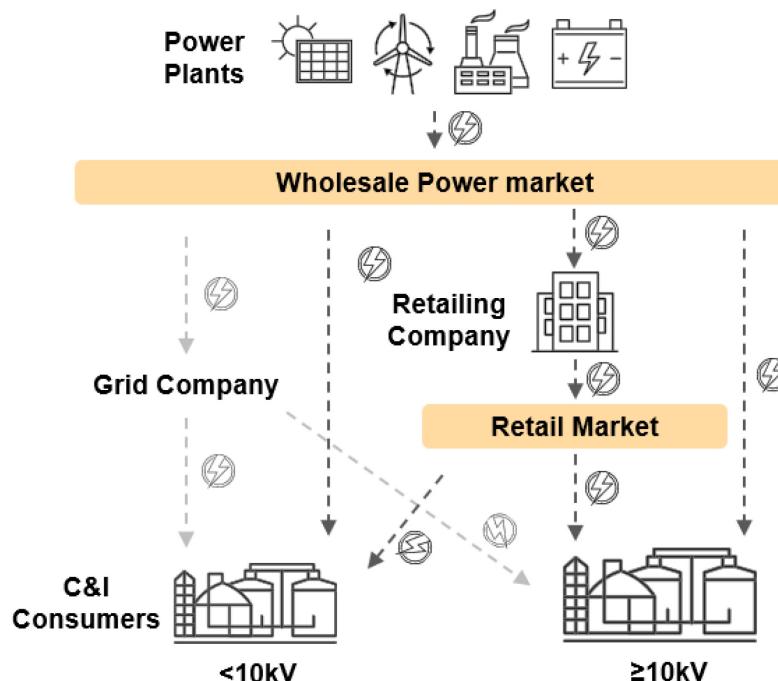 Power
Plants
+ −
Wholesale Power market
Retailing
Company
Grid Company
Retail Market
C&I
Consumers
<10kV
≥10kV